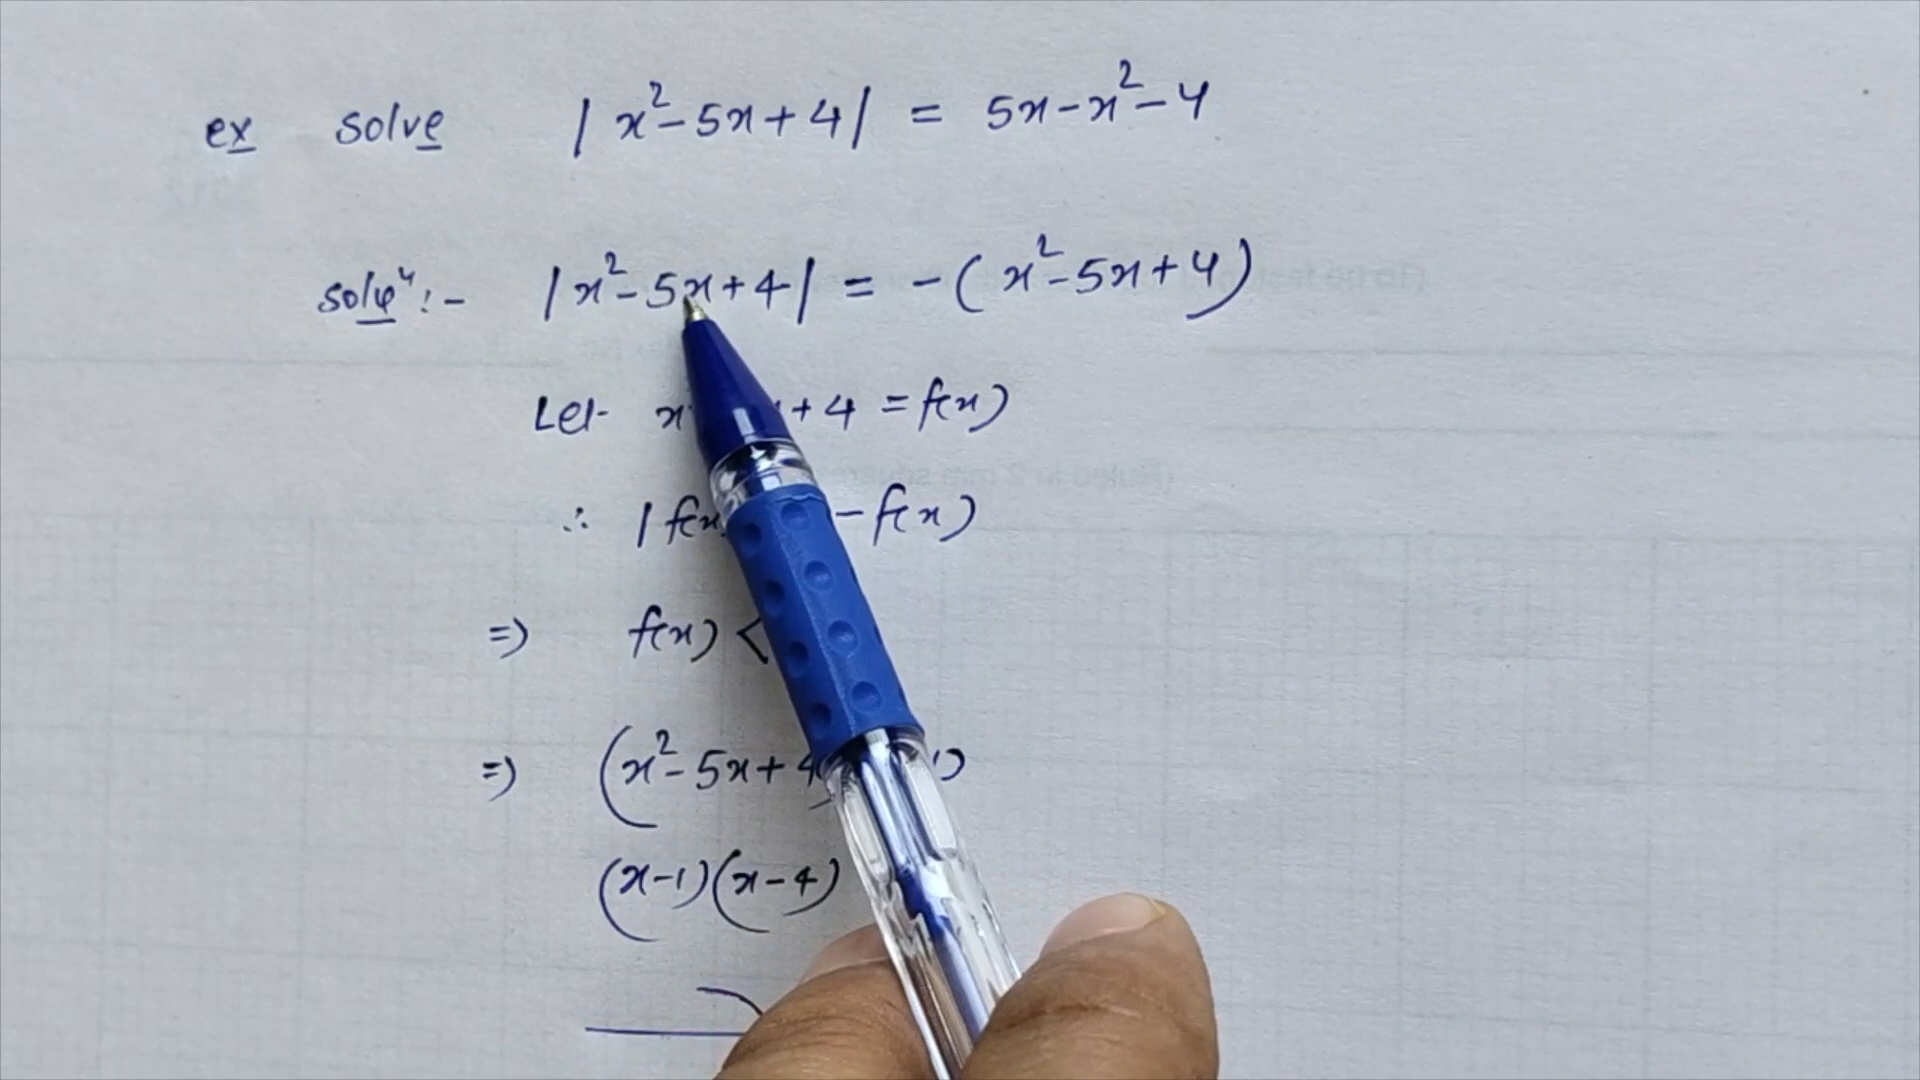 ex solve |x²-5x+4| = 5x-x²-4
solⁿ:- |x²-5x+4| = -(x²-5x+4)
Let x +4 =f(x)
∴ |f(x -f(x)
=> f(x) <
=> (x²-5x+4
(x-1)(x-4)